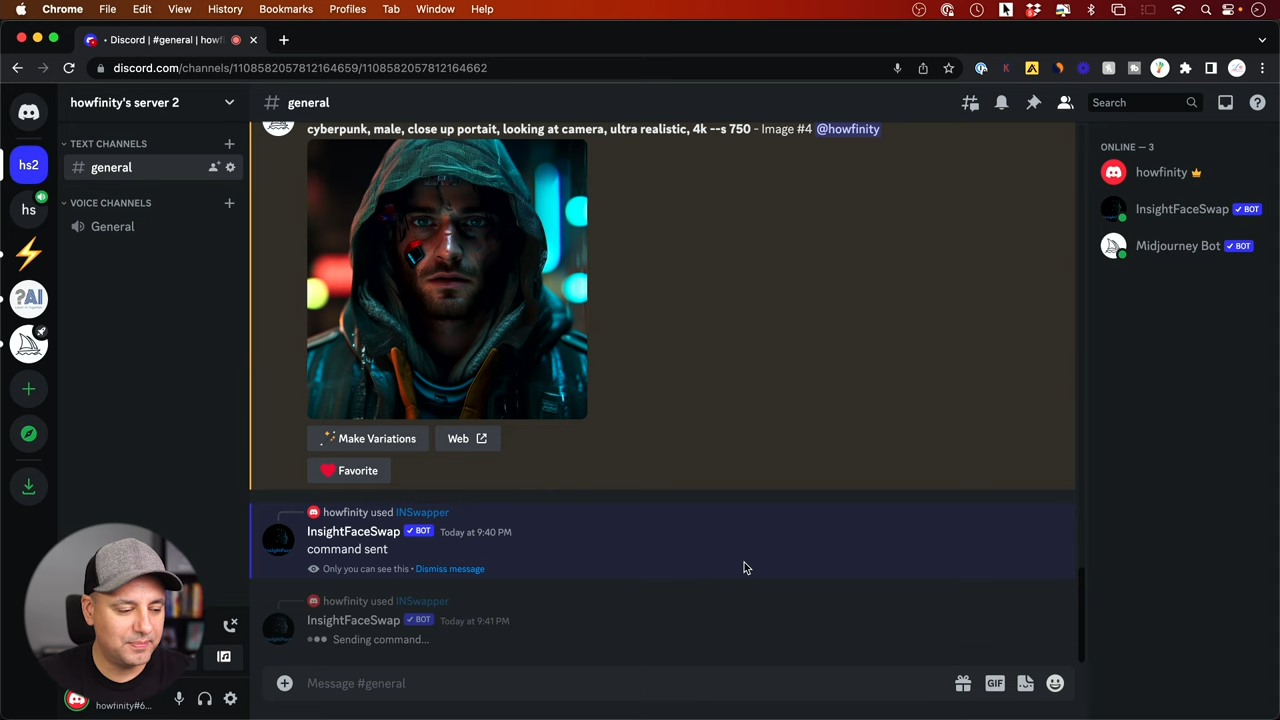 Chrome File Edit View History Bookmarks Profiles Tab Window Help
Discord | #general | howf
discord.com/channels/1108582057812164659/1108582057812164662
howfinity's server 2
# general
Search
TEXT CHANNELS
# general
VOICE CHANNELS
General
hs2
hs
?AI
cyberpunk, male, close up portait, looking at camera, ultra realistic, 4k --s 750 - Image #4 @howfinity
Make Variations
Web
Favorite
howfinity used INSwapper
InsightFaceSwap BOT Today at 9:40 PM
command sent
Only you can see this • Dismiss message
howfinity used INSwapper
InsightFaceSwap BOT Today at 9:41 PM
Sending command...
Message #general
GIF
howfinity#6...
ONLINE — 3
howfinity
InsightFaceSwap BOT
Midjourney Bot BOT